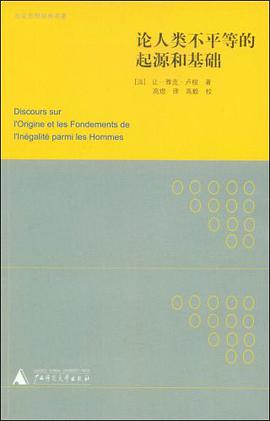 论人类不平等的
起源和基础
[法] 让-雅克·卢梭 著
高煜 译 高毅 校
Discours sur
l'Origine et les Fondements de
l'Inégalité parmi les Hommes
广西师范大学出版社